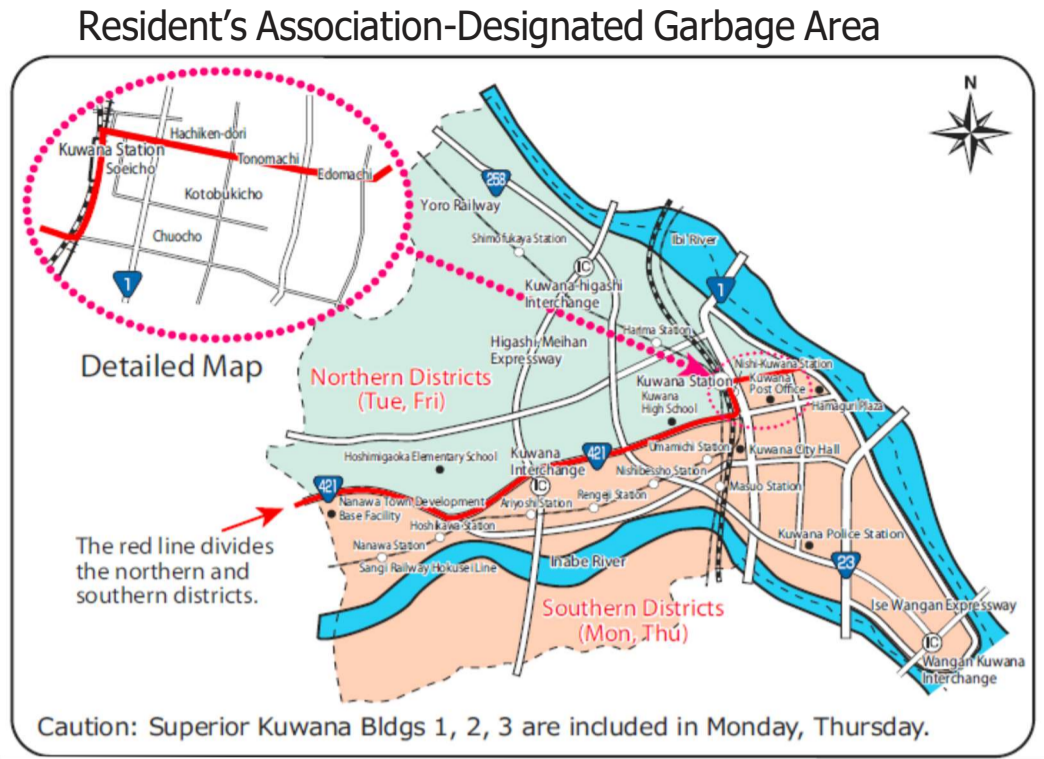 Resident's Association-Designated Garbage Area
N
Hachiken-dori
Kuwana Station
Tonomachi
Soeicho
Edomachi
Kotobukicho
Chuocho
1
Detailed Map
258
Yoro Railway
Shimofukaya Station
Ibi River
IC
Kuwana-higashi
Interchange
1
Harima Station
Higashi Meihan
Expressway
Nishi-Kuwana Station
Northern Districts
(Tue, Fri)
Kuwana Station
Kuwana
Post Office
Kuwana
High School
Hamaguri Plaza
Umamichi Station
Kuwana City Hall
Hoshimigaoka Elementary School
Kuwana
Interchange
421
Nishibessho Station
IC
421
Masuo Station
Rengeji Station
Nanawa Town Development
Base Facility
Ariyoshi Station
Hoshikawa Station
Kuwana Police Station
Nanawa Station
Sangi Railway Hokusei Line
Inabe River
23
The red line divides
the northern and
southern districts.
Southern Districts
(Mon, Thu)
Ise Wangan Expressway
IC
Wangan Kuwana
Interchange
Caution: Superior Kuwana Bldgs 1, 2, 3 are included in Monday, Thursday.